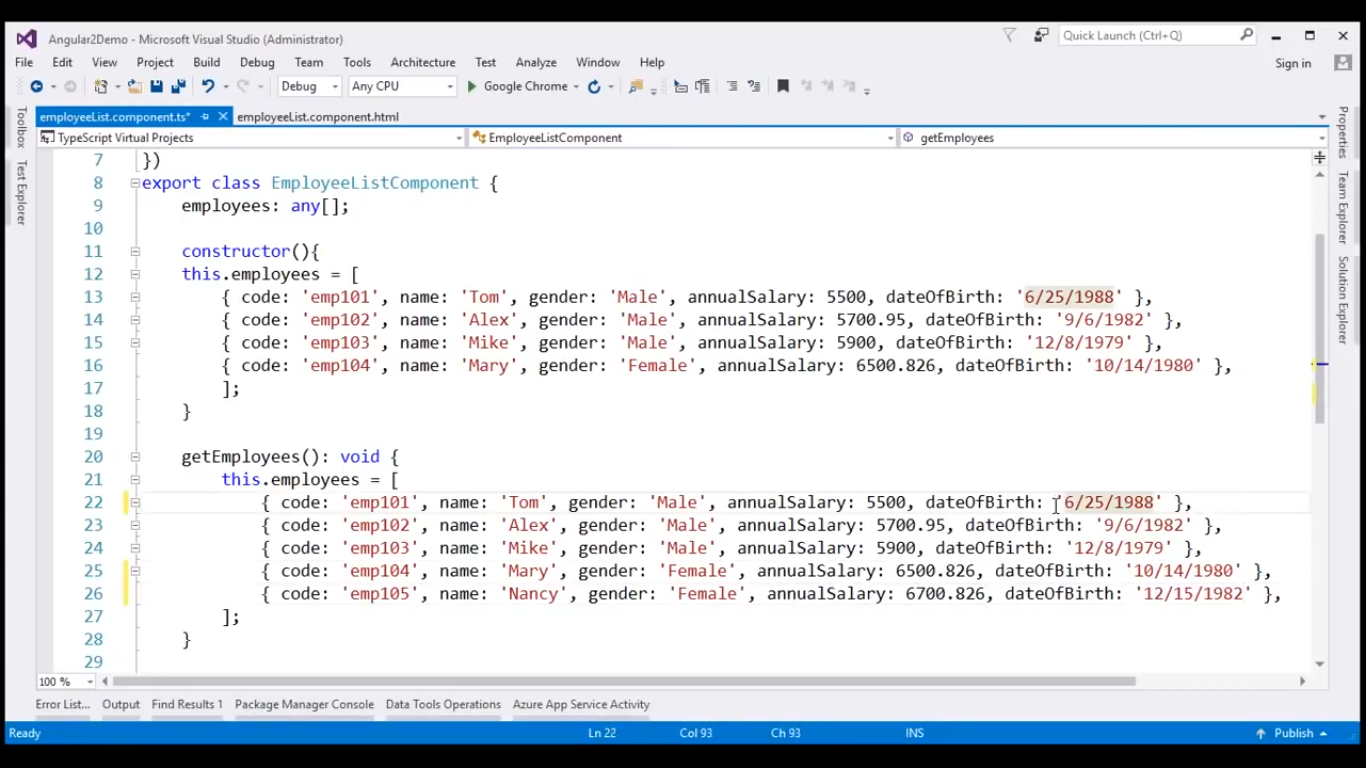 Angular2Demo - Microsoft Visual Studio (Administrator)
Quick Launch (Ctrl+Q)
File Edit View Project Build Debug Team Tools Architecture Test Analyze Window Help
Sign in
Debug Any CPU Google Chrome
employeeList.component.ts* employeeList.component.html
TypeScript Virtual Projects EmployeeListComponent getEmployees
Toolbox
Test Explorer
Properties
Team Explorer
Solution Explorer
7 })
8 export class EmployeeListComponent {
9 employees: any[];
10
11 constructor(){
12 this.employees = [
13 { code: 'emp101', name: 'Tom', gender: 'Male', annualSalary: 5500, dateOfBirth: '6/25/1988' },
14 { code: 'emp102', name: 'Alex', gender: 'Male', annualSalary: 5700.95, dateOfBirth: '9/6/1982' },
15 { code: 'emp103', name: 'Mike', gender: 'Male', annualSalary: 5900, dateOfBirth: '12/8/1979' },
16 { code: 'emp104', name: 'Mary', gender: 'Female', annualSalary: 6500.826, dateOfBirth: '10/14/1980' },
17 ];
18 }
19
20 getEmployees(): void {
21 this.employees = [
22 { code: 'emp101', name: 'Tom', gender: 'Male', annualSalary: 5500, dateOfBirth: '6/25/1988' },
23 { code: 'emp102', name: 'Alex', gender: 'Male', annualSalary: 5700.95, dateOfBirth: '9/6/1982' },
24 { code: 'emp103', name: 'Mike', gender: 'Male', annualSalary: 5900, dateOfBirth: '12/8/1979' },
25 { code: 'emp104', name: 'Mary', gender: 'Female', annualSalary: 6500.826, dateOfBirth: '10/14/1980' },
26 { code: 'emp105', name: 'Nancy', gender: 'Female', annualSalary: 6700.826, dateOfBirth: '12/15/1982' },
27 ];
28 }
29
100 %
Error List... Output Find Results 1 Package Manager Console Data Tools Operations Azure App Service Activity
Ready Ln 22 Col 93 Ch 93 INS Publish